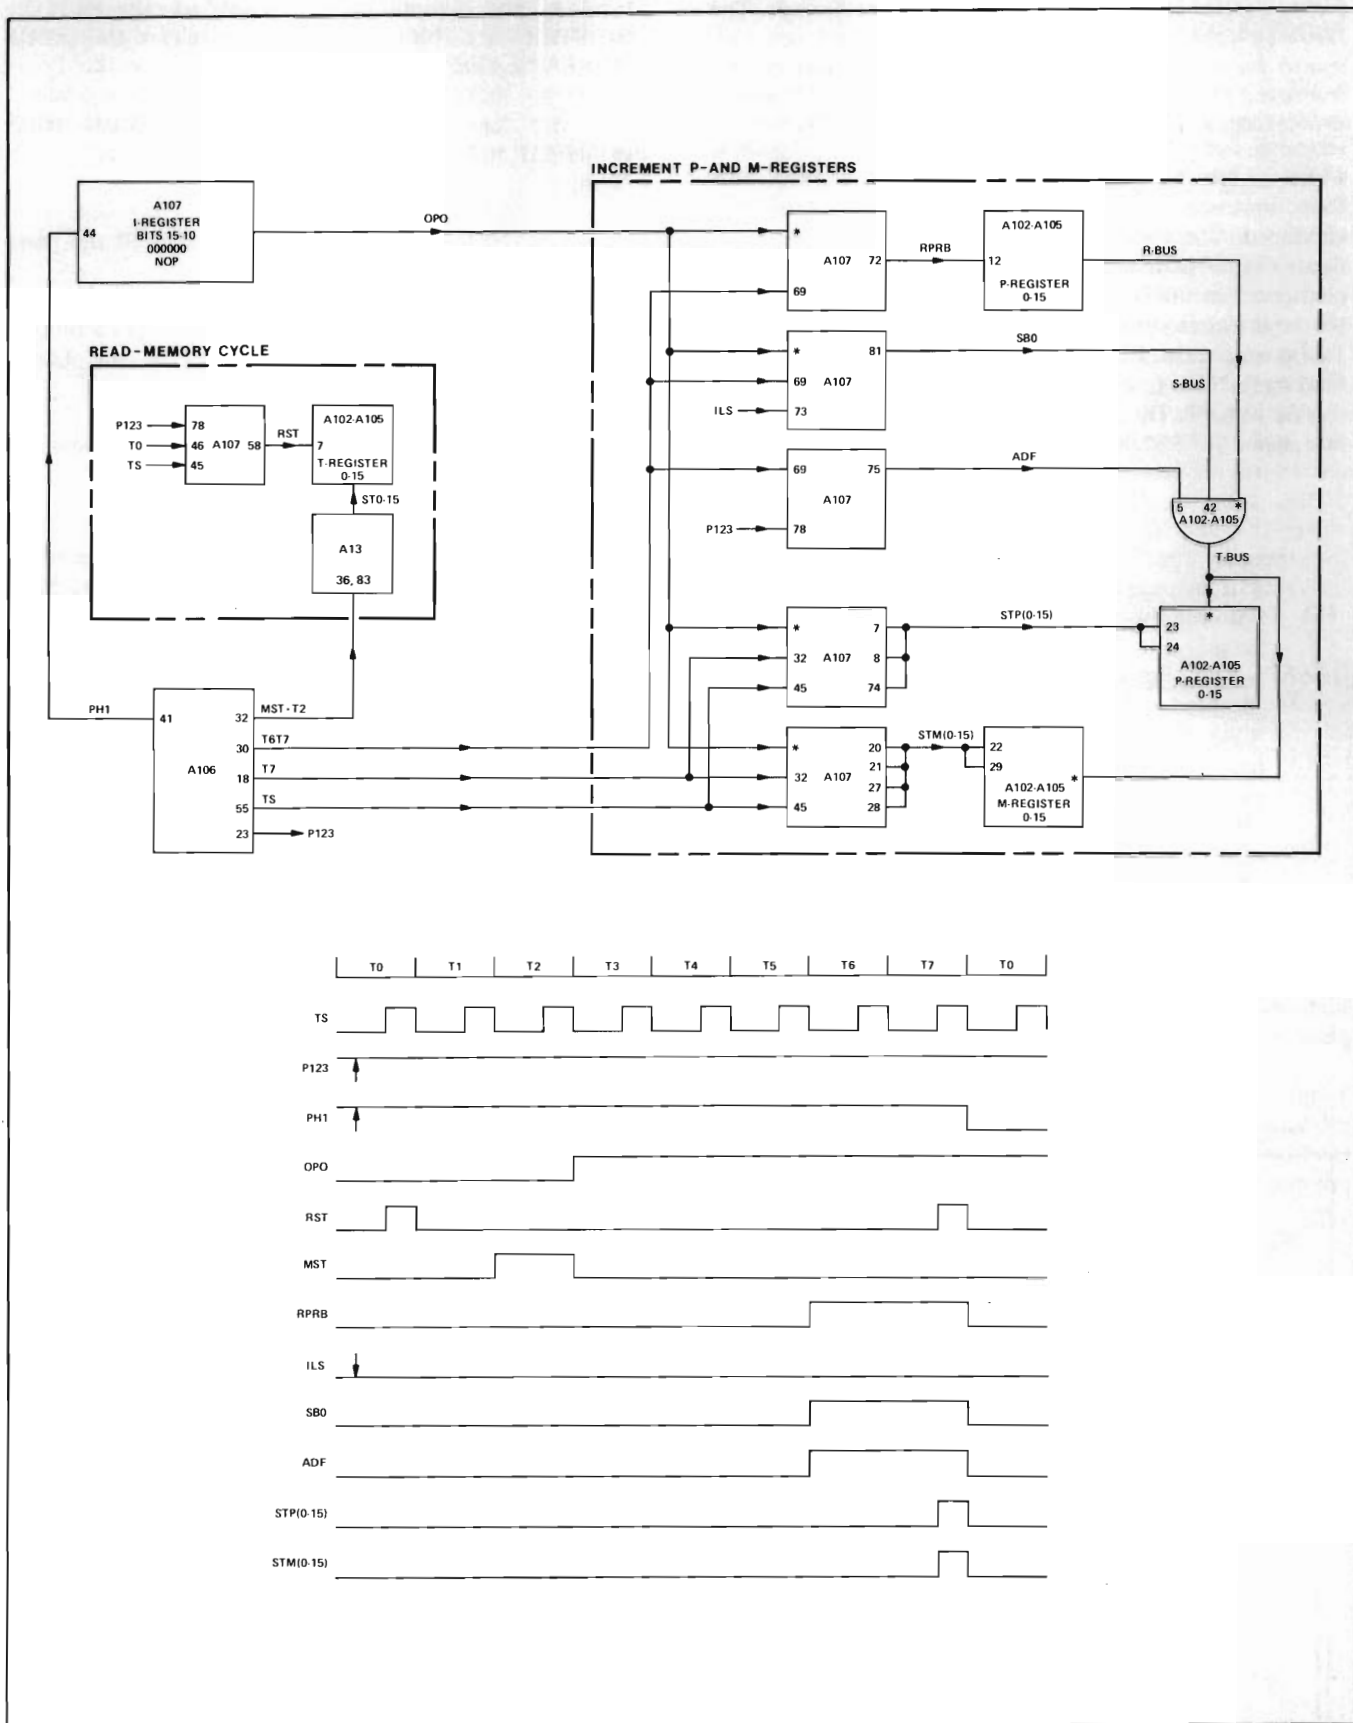 INCREMENT P-AND M-REGISTERS
A107
I-REGISTER
BITS 15-10
000000
NOP
44
OPO
*
A107
72
69
RPRB
A102-A105
12
P-REGISTER
0-15
R-BUS
*
81
69
A107
ILS
73
SB0
S-BUS
READ-MEMORY CYCLE
P123
78
T0
46
A107
58
TS
45
RST
A102-A105
7
T-REGISTER
0-15
ST0-15
A13
36, 83
69
75
A107
P123
78
ADF
5
42
*
A102-A105
T-BUS
*
7
32
A107
8
45
74
STP(0-15)
*
23
24
A102-A105
P-REGISTER
0-15
PH1
41
32
MST-T2
30
T6T7
A106
18
T7
55
TS
23
P123
*
20
21
32
A107
27
45
28
STM(0-15)
22
29
A102-A105
*
M-REGISTER
0-15
T0
T1
T2
T3
T4
T5
T6
T7
T0
TS
P123
PH1
OPO
RST
MST
RPRB
ILS
SB0
ADF
STP(0-15)
STM(0-15)